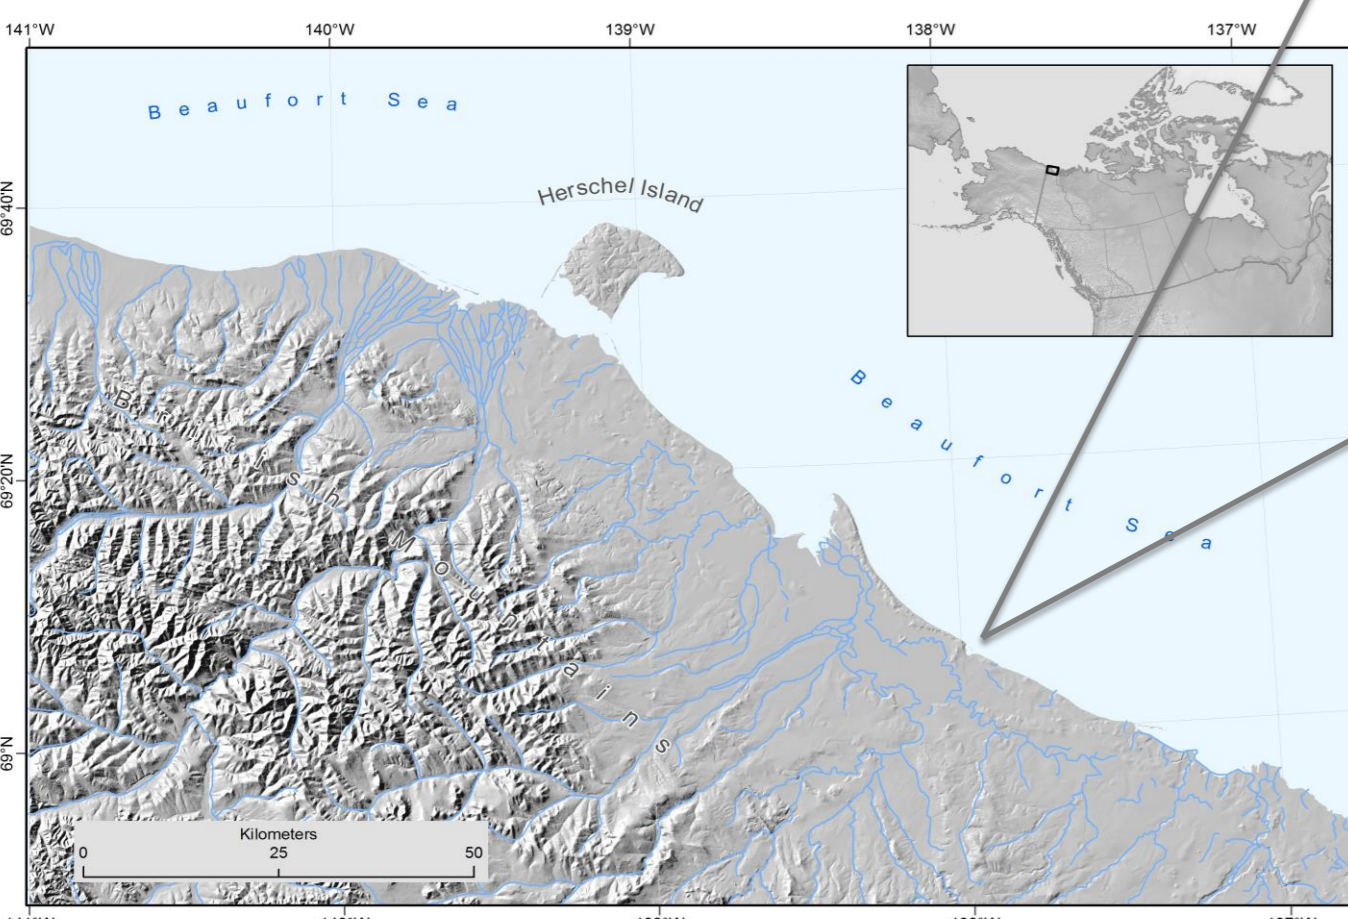 141°W 140°W 139°W 138°W 137°W
Beaufort Sea
Herschel Island
69°40'N
Beaufort Sea
British Mountains
69°20'N
69°N
Kilometers
0 25 50